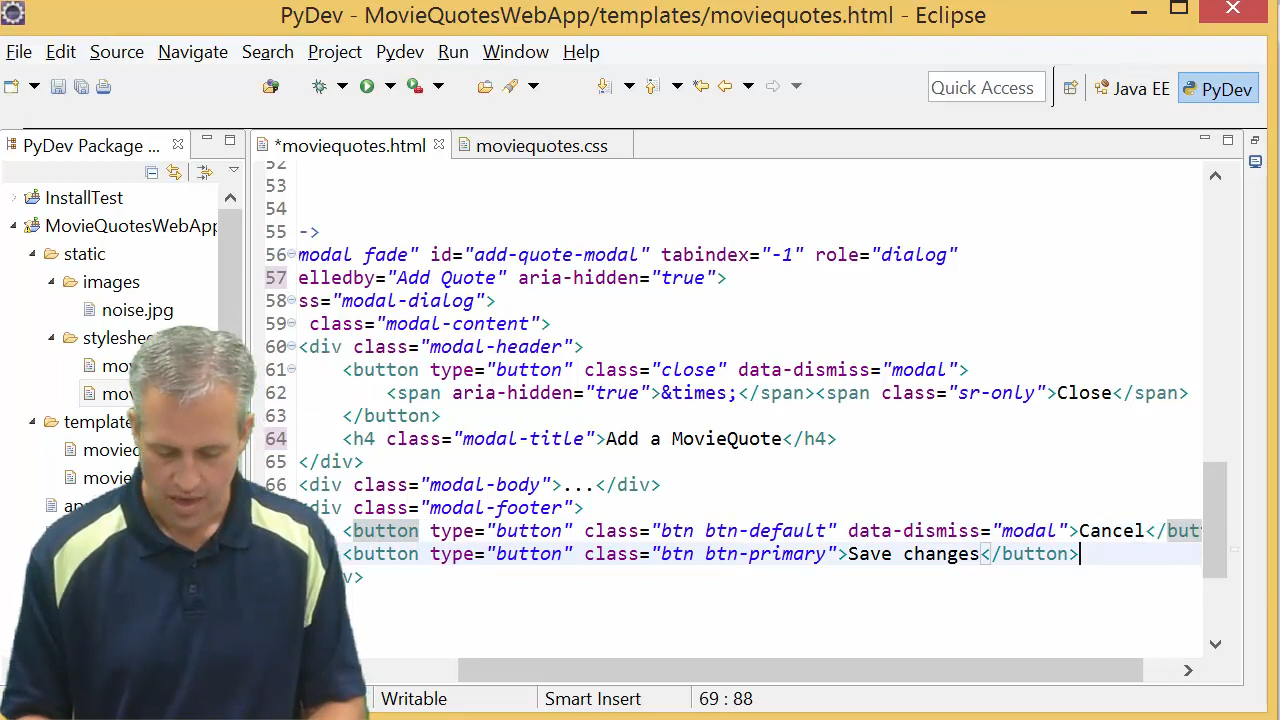 PyDev - MovieQuotesWebApp/templates/moviequotes.html - Eclipse
File Edit Source Navigate Search Project Pydev Run Window Help
Quick Access Java EE PyDev
PyDev Package ... *moviequotes.html moviequotes.css
InstallTest
MovieQuotesWebApp
static
images
noise.jpg
styleshe
mov
mov
template
movieq
movie
52
53
54
55 ->
56 modal fade" id="add-quote-modal" tabindex="-1" role="dialog"
57 elledby="Add Quote" aria-hidden="true">
58 ss="modal-dialog">
59 class="modal-content">
60 <div class="modal-header">
61 <button type="button" class="close" data-dismiss="modal">
62 <span aria-hidden="true">&times;</span><span class="sr-only">Close</span>
63 </button>
64 <h4 class="modal-title">Add a MovieQuote</h4>
65 </div>
66 <div class="modal-body">...</div>
div class="modal-footer">
<button type="button" class="btn btn-default" data-dismiss="modal">Cancel</butt
<button type="button" class="btn btn-primary">Save changes</button>
v>
Writable Smart Insert 69 : 88